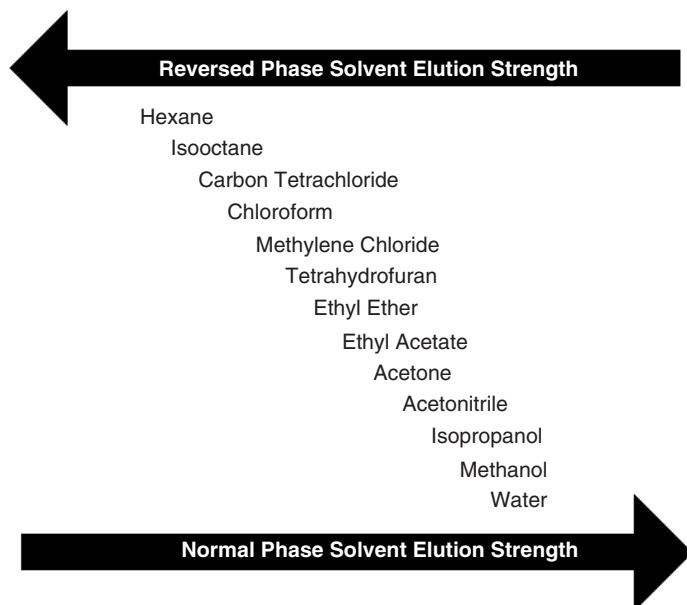 Reversed Phase Solvent Elution Strength
Hexane
Isooctane
Carbon Tetrachloride
Chloroform
Methylene Chloride
Tetrahydrofuran
Ethyl Ether
Ethyl Acetate
Acetone
Acetonitrile
Isopropanol
Methanol
Water
Normal Phase Solvent Elution Strength